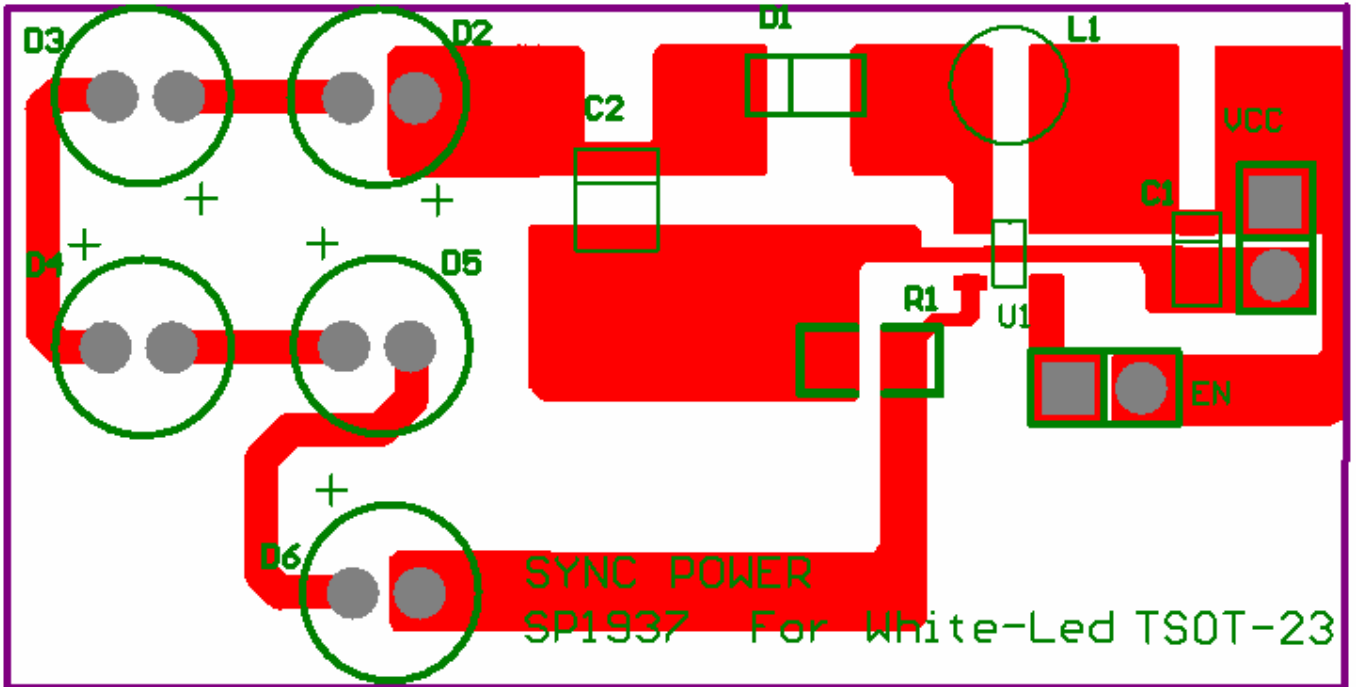 D1
D3
D2
L1
C2
VCC
C1
D4
D5
R1
U1
EN
D6
SYNC POWER
SP1937 For White-Led TSOT-23